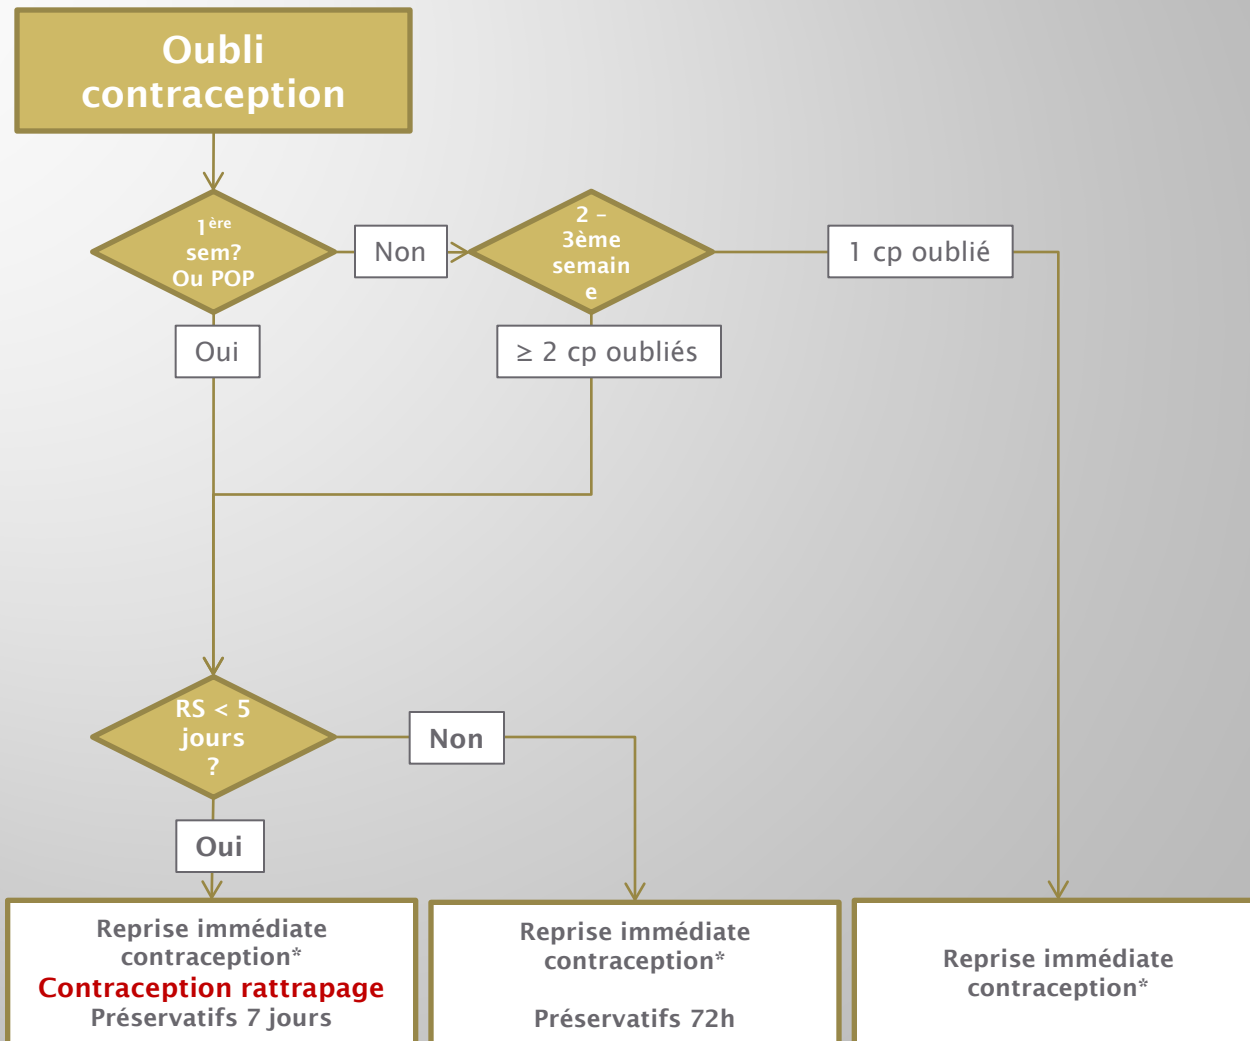 Oubli
contraception
1ère
sem?
Ou POP
Non
2 –
3ème
semain
e
1 cp oublié
Oui
≥ 2 cp oubliés
RS < 5
jours
?
Non
Oui
Reprise immédiate
contraception*
Contraception rattrapage
Préservatifs 7 jours
Reprise immédiate
contraception*
Préservatifs 72h
Reprise immédiate
contraception*